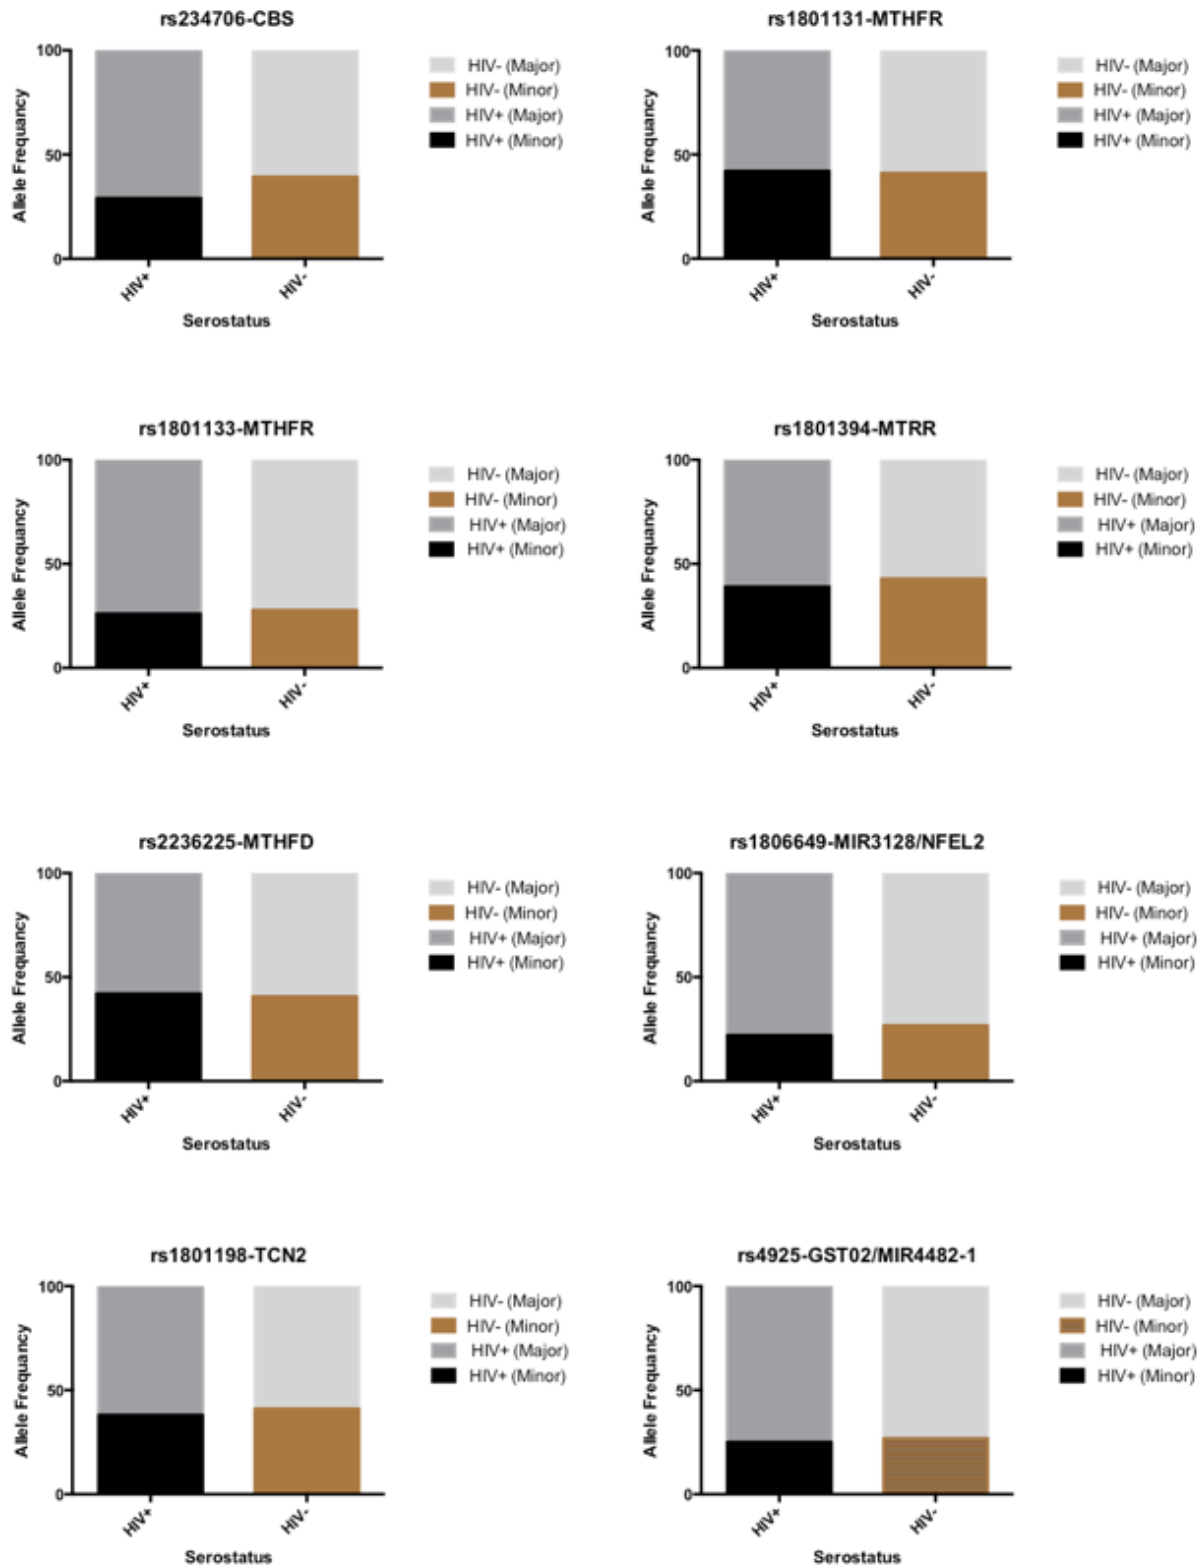 rs234706-CBS
100
50
0
Allele Frequancy
HIV+
HIV-
Serostatus
HIV- (Major)
HIV- (Minor)
HIV+ (Major)
HIV+ (Minor)
rs1801131-MTHFR
100
50
0
Allele Frequancy
HIV+
HIV-
Serostatus
HIV- (Major)
HIV- (Minor)
HIV+ (Major)
HIV+ (Minor)
rs1801133-MTHFR
100
50
0
Allele Frequancy
HIV+
HIV-
Serostatus
HIV- (Major)
HIV- (Minor)
HIV+ (Major)
HIV+ (Minor)
rs1801394-MTRR
100
50
0
Allele Frequancy
HIV+
HIV-
Serostatus
HIV- (Major)
HIV- (Minor)
HIV+ (Major)
HIV+ (Minor)
rs2236225-MTHFD
100
50
0
Allele Frequancy
HIV+
HIV-
Serostatus
HIV- (Major)
HIV- (Minor)
HIV+ (Major)
HIV+ (Minor)
rs1806649-MIR3128/NFEL2
100
50
0
Allele Frequancy
HIV+
HIV-
Serostatus
HIV- (Major)
HIV- (Minor)
HIV+ (Major)
HIV+ (Minor)
rs1801198-TCN2
100
50
0
Allele Frequancy
HIV+
HIV-
Serostatus
HIV- (Major)
HIV- (Minor)
HIV+ (Major)
HIV+ (Minor)
rs4925-GST02/MIR4482-1
100
50
0
Allele Frequancy
HIV+
HIV-
Serostatus
HIV- (Major)
HIV- (Minor)
HIV+ (Major)
HIV+ (Minor)